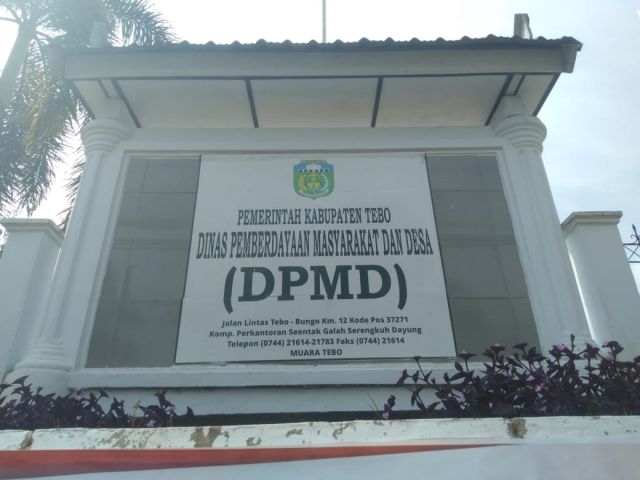 PEMERINTAH KABUPATEN TEBO
DINAS PEMBERDAYAAN MASYARAKAT DAN DESA
(DPMD)
Jalan Lintas Tebo - Bungo Km. 12 Kode Pos 37271
Komp. Perkantoran Seentak Galah Serengkuh Dayung
Telepon (0744) 21614-21783 Faks (0744) 21614
MUARA TEBO